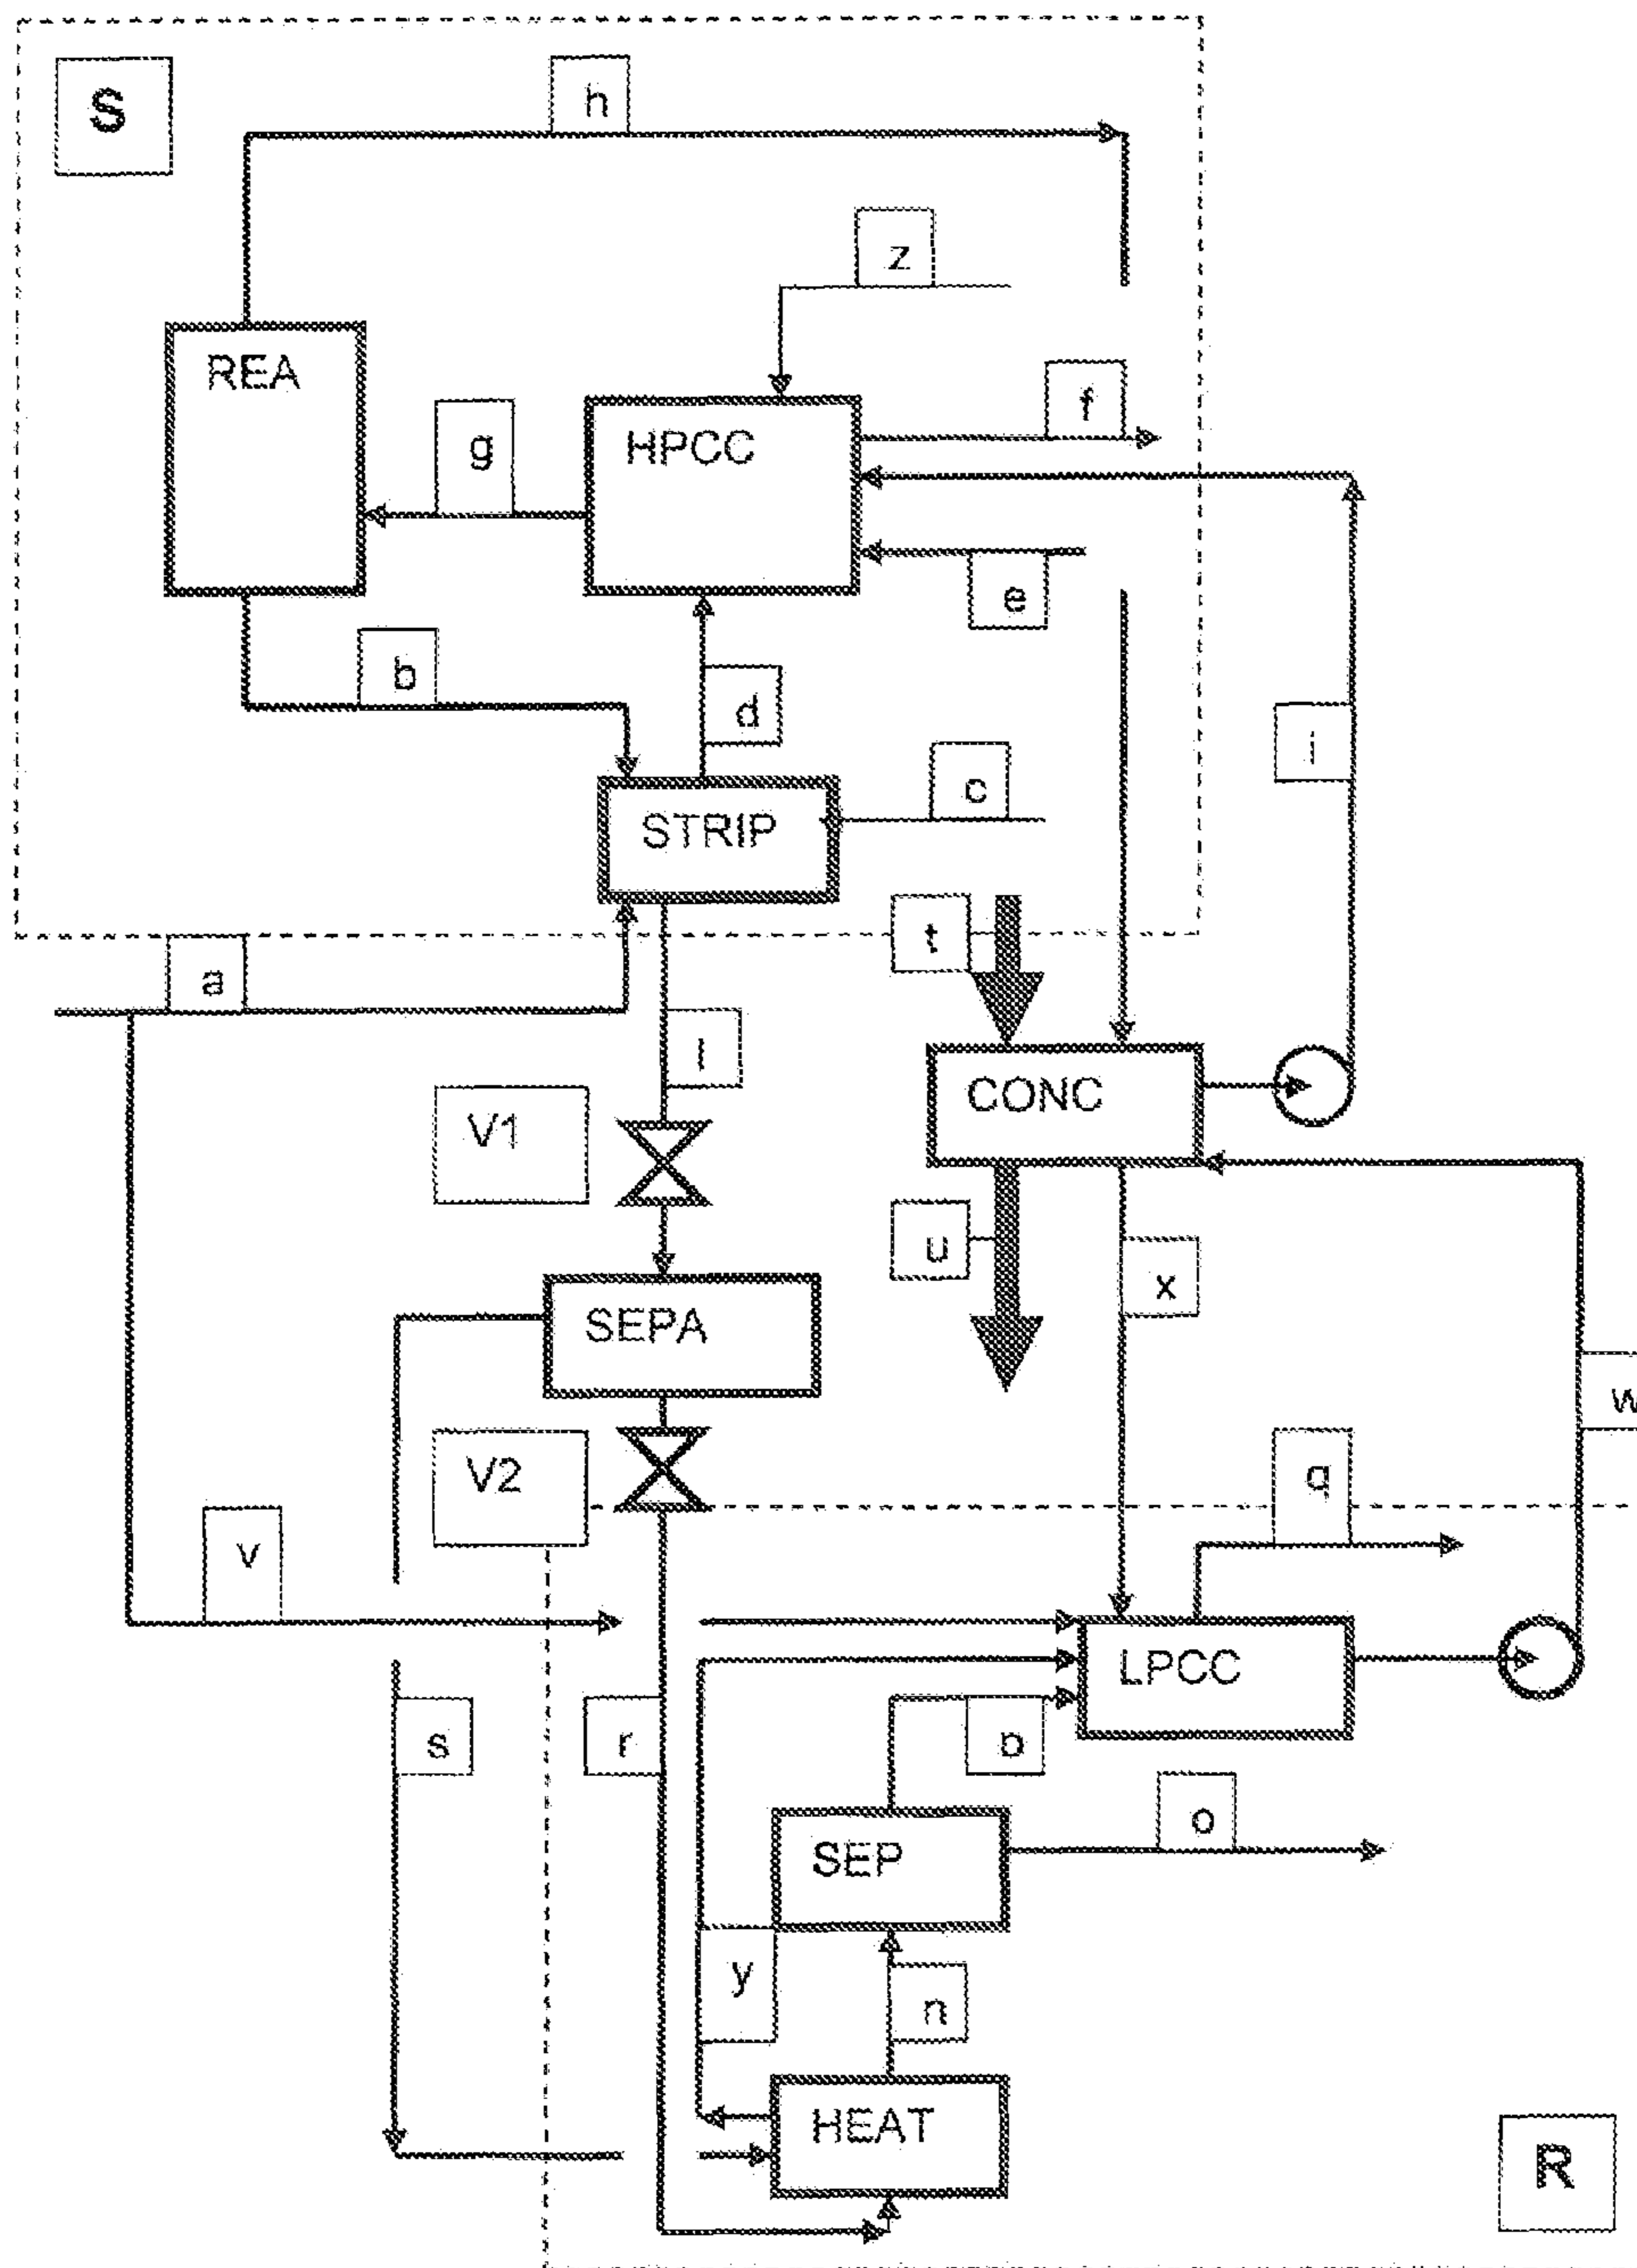 S
h
z
REA
f
HPCC
g
e
b
d
c
i
STRIP
t
a
l
CONC
V1
u
x
SEPA
w
V2
q
v
LPCC
s
r
p
o
SEP
y
n
HEAT
R